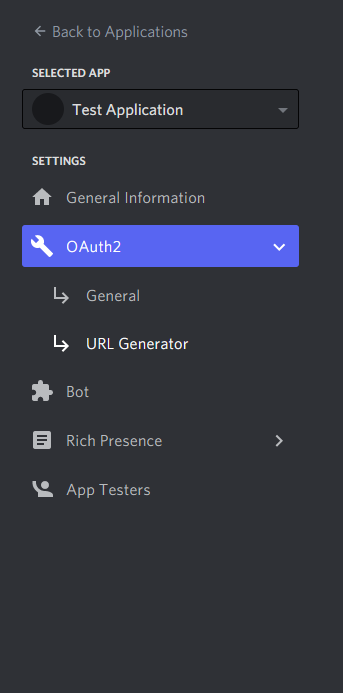 Back to Applications
SELECTED APP
Test Application
SETTINGS
General Information
OAuth2
General
URL Generator
Bot
Rich Presence
App Testers